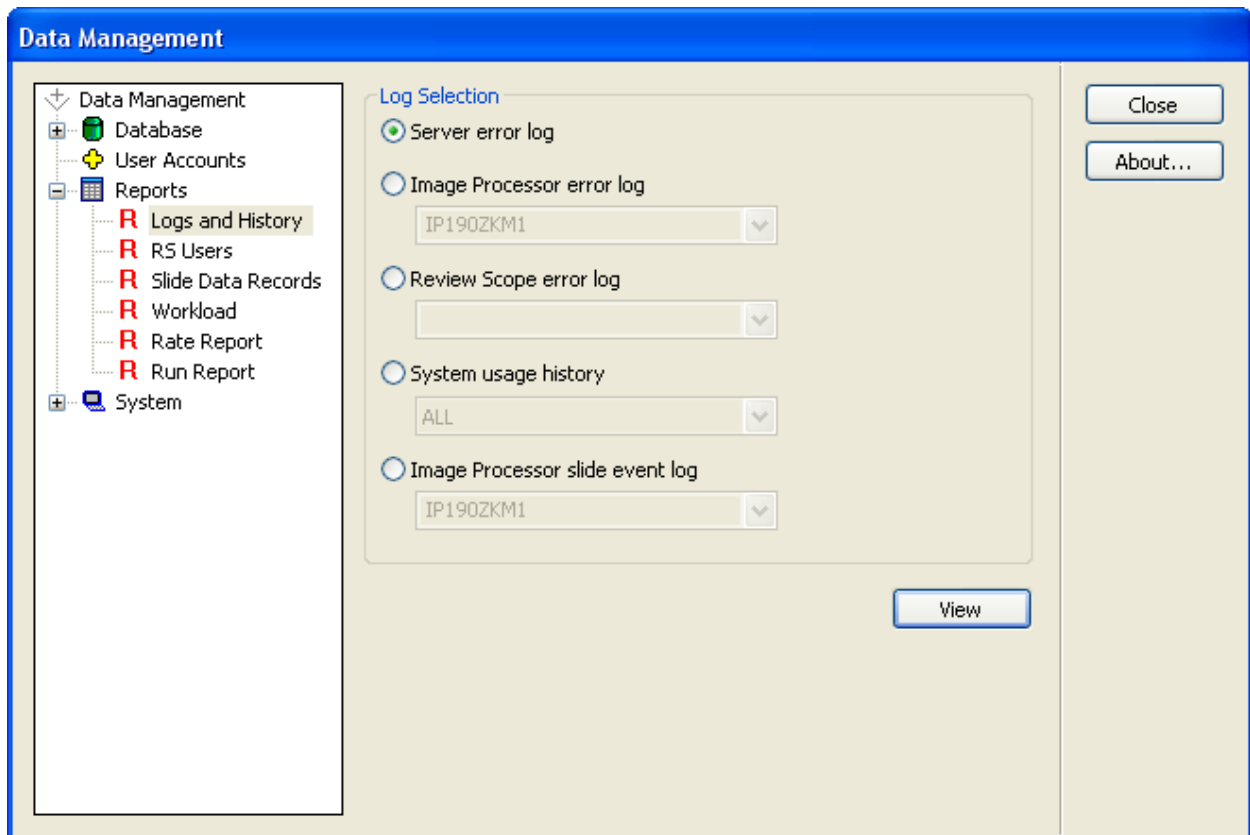 Data Management
Data Management
Database
User Accounts
Reports
R Logs and History
R RS Users
R Slide Data Records
R Workload
R Rate Report
R Run Report
System
Log Selection
Server error log
Image Processor error log
IP190ZKM1
Review Scope error log
System usage history
ALL
Image Processor slide event log
IP190ZKM1
View
Close
About...